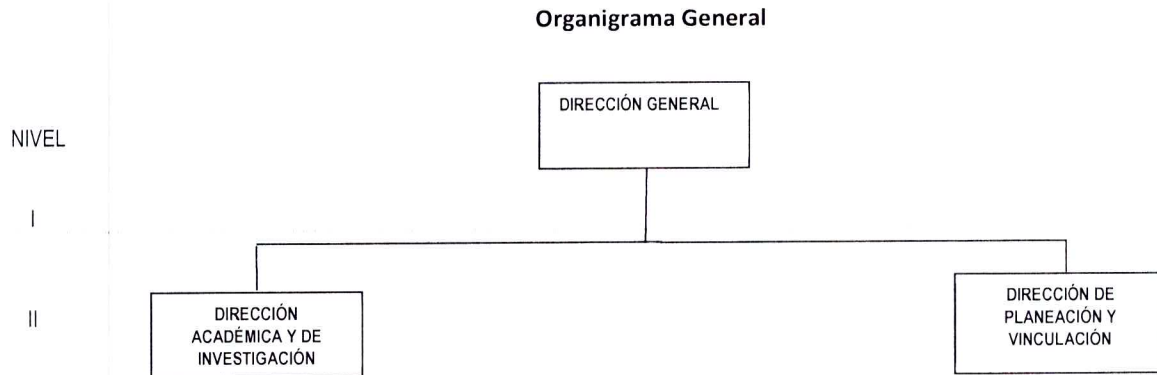 Organigrama General
DIRECCIÓN GENERAL
NIVEL
I
II
DIRECCIÓN
ACADÉMICA Y DE
INVESTIGACIÓN
DIRECCIÓN DE
PLANEACIÓN Y
VINCULACIÓN